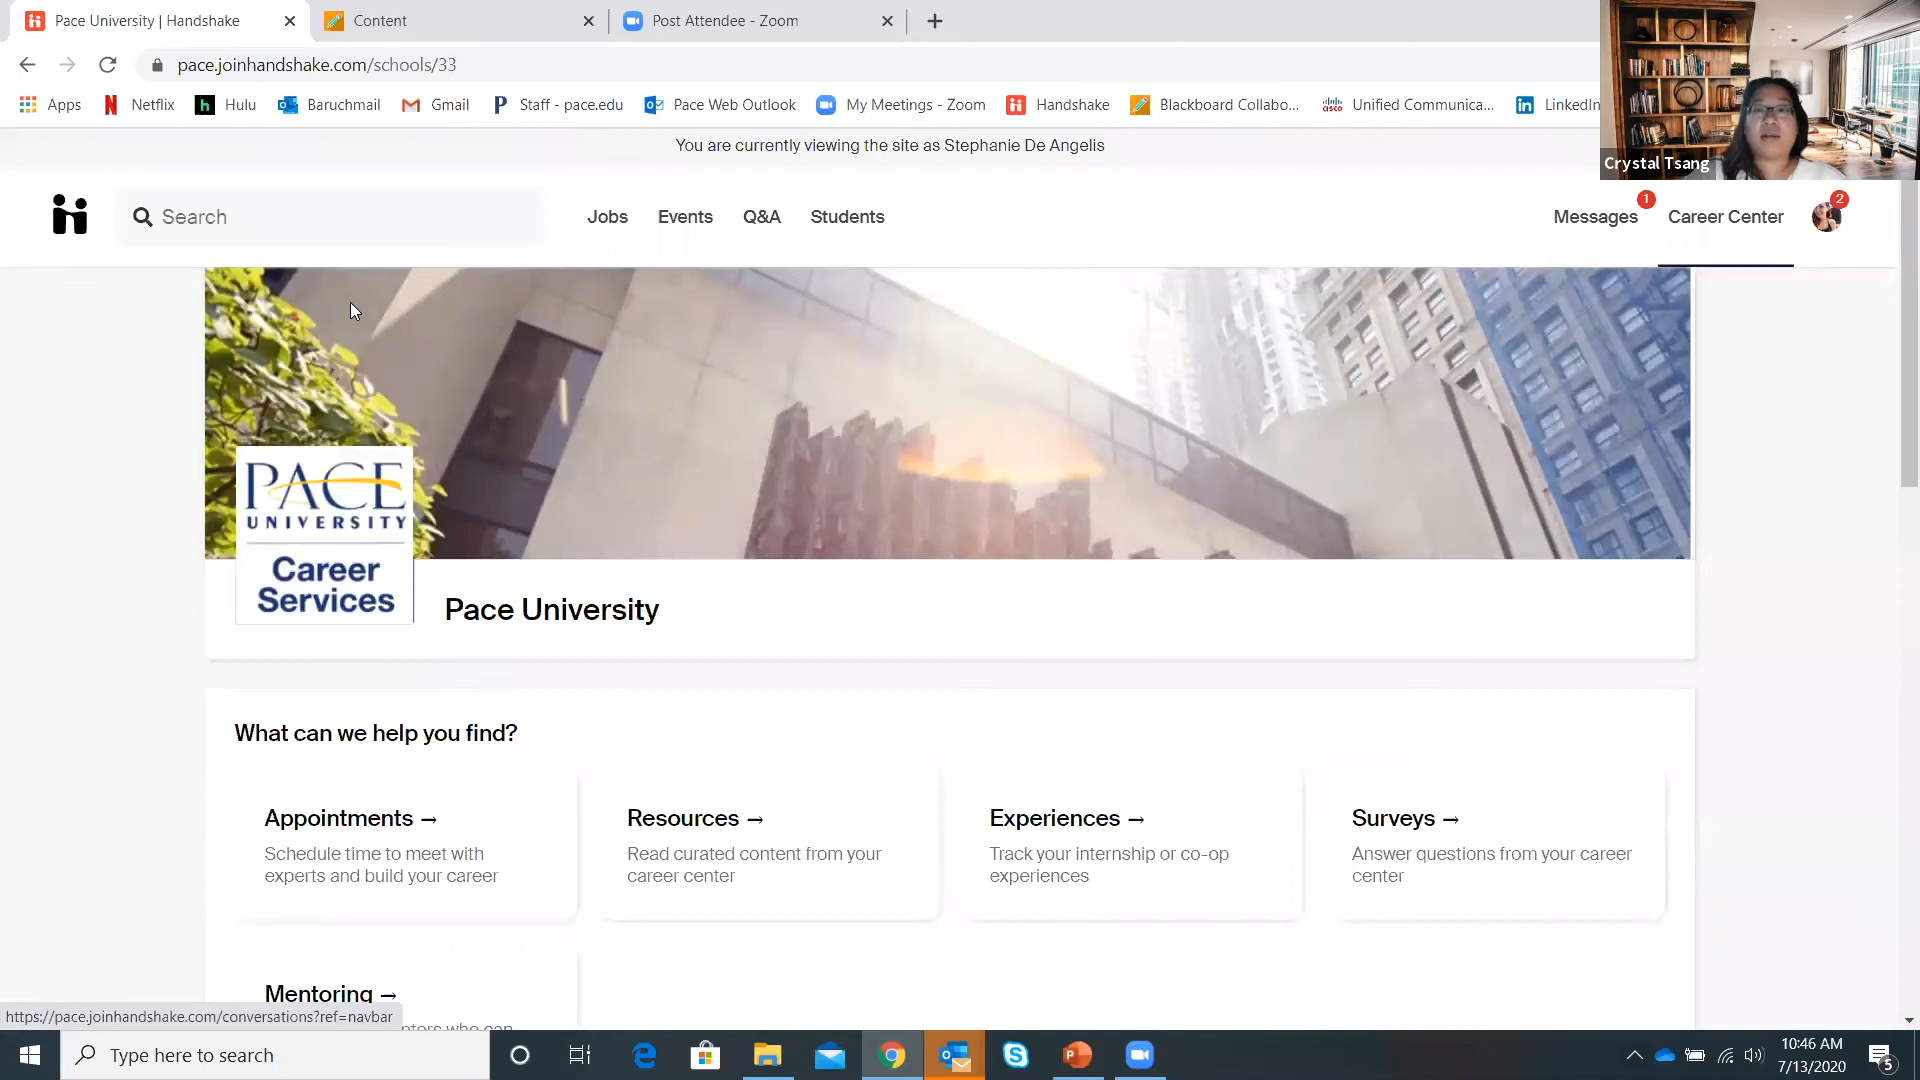 Pace University | Handshake
Content
Post Attendee - Zoom
pace.joinhandshake.com/schools/33
Apps
Netflix
Hulu
Baruchmail
Gmail
Staff - pace.edu
Pace Web Outlook
My Meetings - Zoom
Handshake
Blackboard Collabo...
Unified Communica...
LinkedIn
Crystal Tsang
You are currently viewing the site as Stephanie De Angelis
Search
Jobs
Events
Q&A
Students
Messages
1
Career Center
2
PACE
UNIVERSITY
Career
Services
Pace University
What can we help you find?
Appointments →
Schedule time to meet with
experts and build your career
Resources →
Read curated content from your
career center
Experiences →
Track your internship or co-op
experiences
Surveys →
Answer questions from your career
center
Mentoring →
https://pace.joinhandshake.com/conversations?ref=navbar
Type here to search
10:46 AM
7/13/2020
5